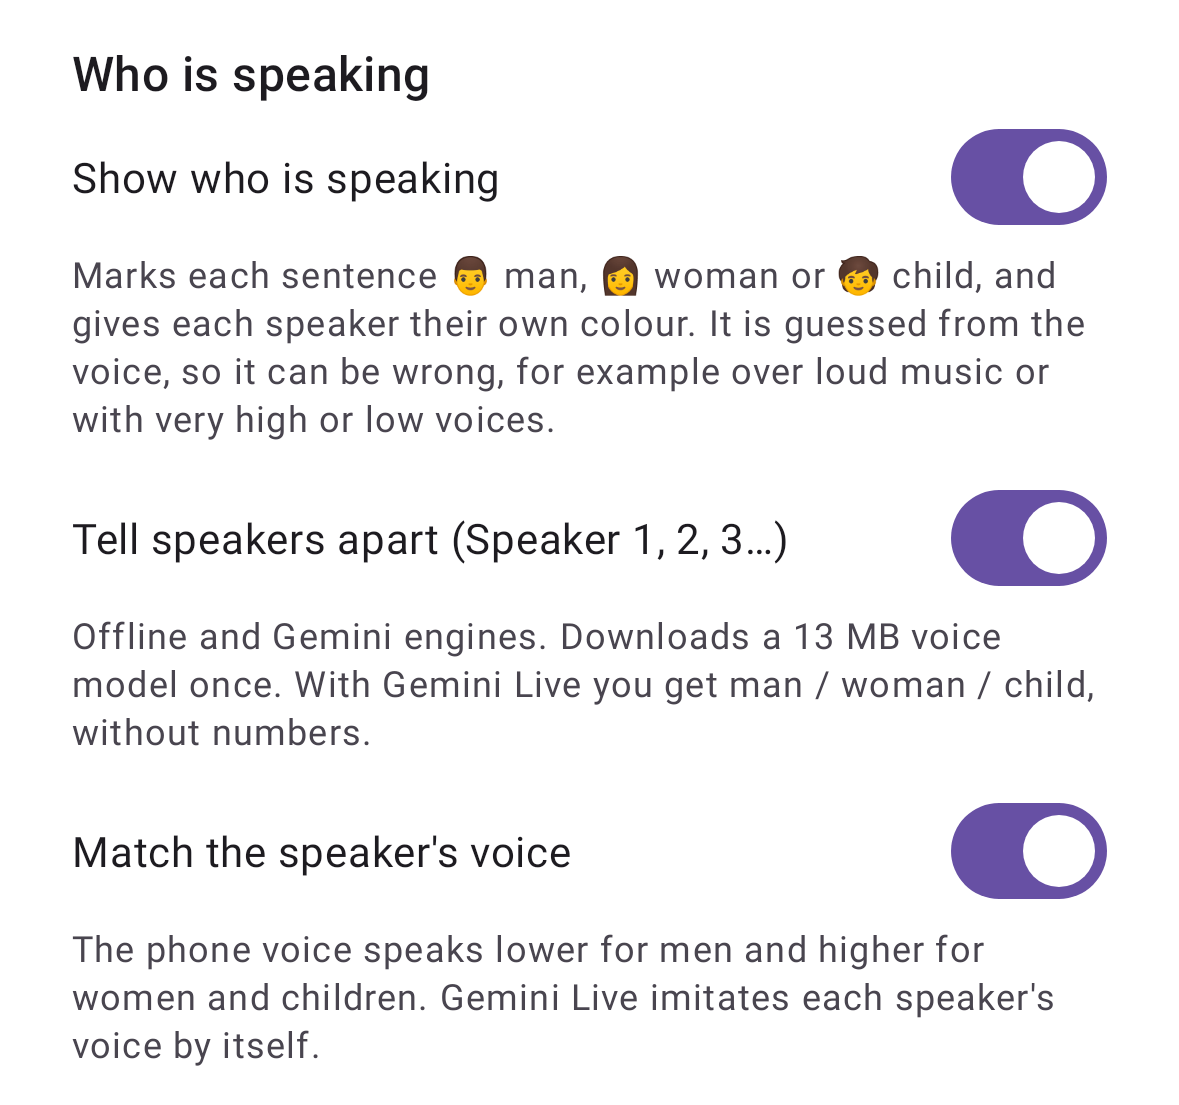 Who is speaking
Show who is speaking
Marks each sentence 👨 man, 👩 woman or 🧒 child, and
gives each speaker their own colour. It is guessed from the
voice, so it can be wrong, for example over loud music or
with very high or low voices.
Tell speakers apart (Speaker 1, 2, 3…)
Offline and Gemini engines. Downloads a 13 MB voice
model once. With Gemini Live you get man / woman / child,
without numbers.
Match the speaker's voice
The phone voice speaks lower for men and higher for
women and children. Gemini Live imitates each speaker's
voice by itself.